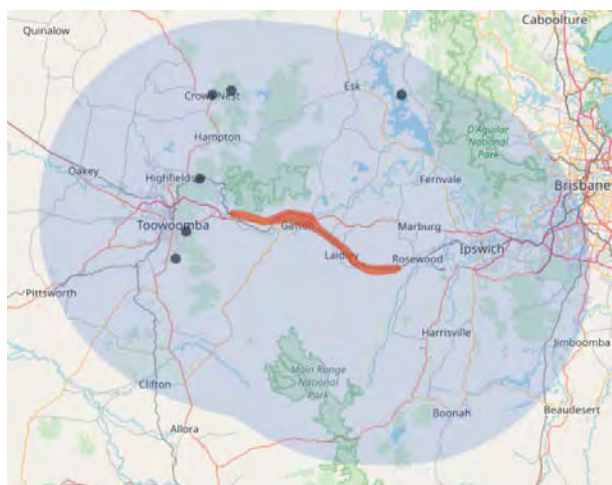 Caboolture
Quinalow
Crows Nest
Esk
D'Aguilar
National
Park
Hampton
Oakey
Highfields
Fernvale
Brisbane
Toowoomba
Gatton
Marburg
Ipswich
Laidley
Rosewood
Pittsworth
Harrisville
Jimboomba
Main Range
National
Park
Clifton
Boonah
Beaudesert
Allora